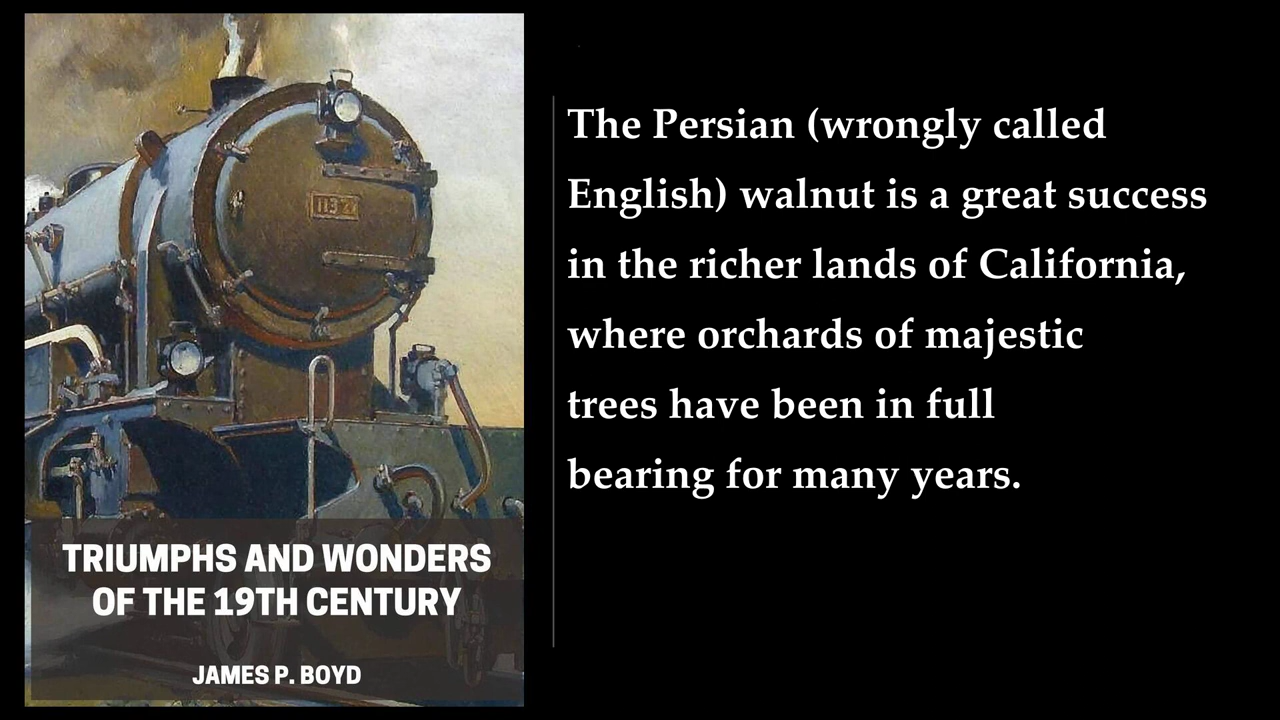 TRIUMPHS AND WONDERS
OF THE 19TH CENTURY
JAMES P. BOYD
The Persian (wrongly called
English) walnut is a great success
in the richer lands of California,
where orchards of majestic
trees have been in full
bearing for many years.